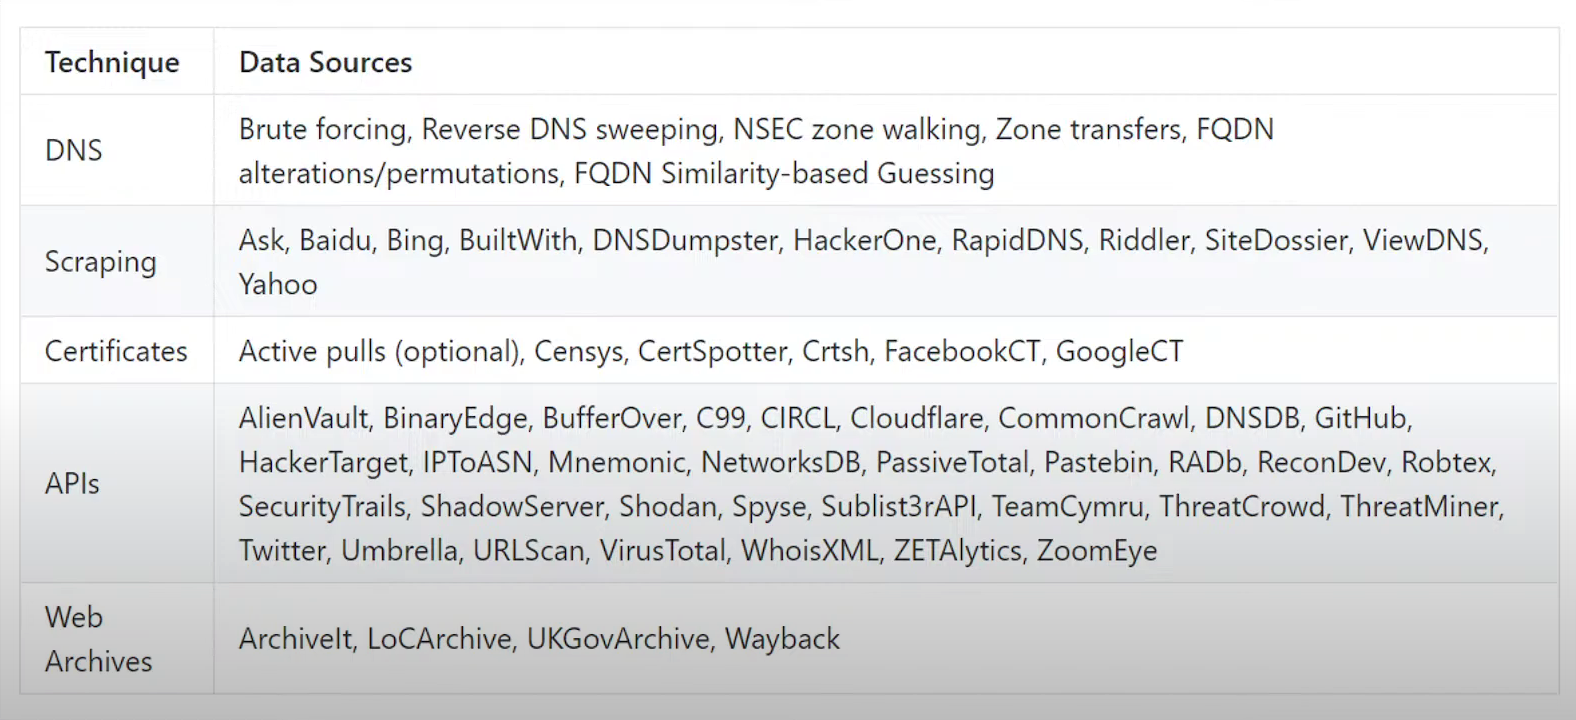 Technique
Data Sources
DNS
Brute forcing, Reverse DNS sweeping, NSEC zone walking, Zone transfers, FQDN
alterations/permutations, FQDN Similarity-based Guessing
Scraping
Ask, Baidu, Bing, BuiltWith, DNSDumpster, HackerOne, RapidDNS, Riddler, SiteDossier, ViewDNS,
Yahoo
Certificates
Active pulls (optional), Censys, CertSpotter, Crtsh, FacebookCT, GoogleCT
APIs
AlienVault, BinaryEdge, BufferOver, C99, CIRCL, Cloudflare, CommonCrawl, DNSDB, GitHub,
HackerTarget, IPToASN, Mnemonic, NetworksDB, PassiveTotal, Pastebin, RADb, ReconDev, Robtex,
SecurityTrails, ShadowServer, Shodan, Spyse, Sublist3rAPI, TeamCymru, ThreatCrowd, ThreatMiner,
Twitter, Umbrella, URLScan, VirusTotal, WhoisXML, ZETAlytics, ZoomEye
Web
Archives
ArchiveIt, LoCArchive, UKGovArchive, Wayback